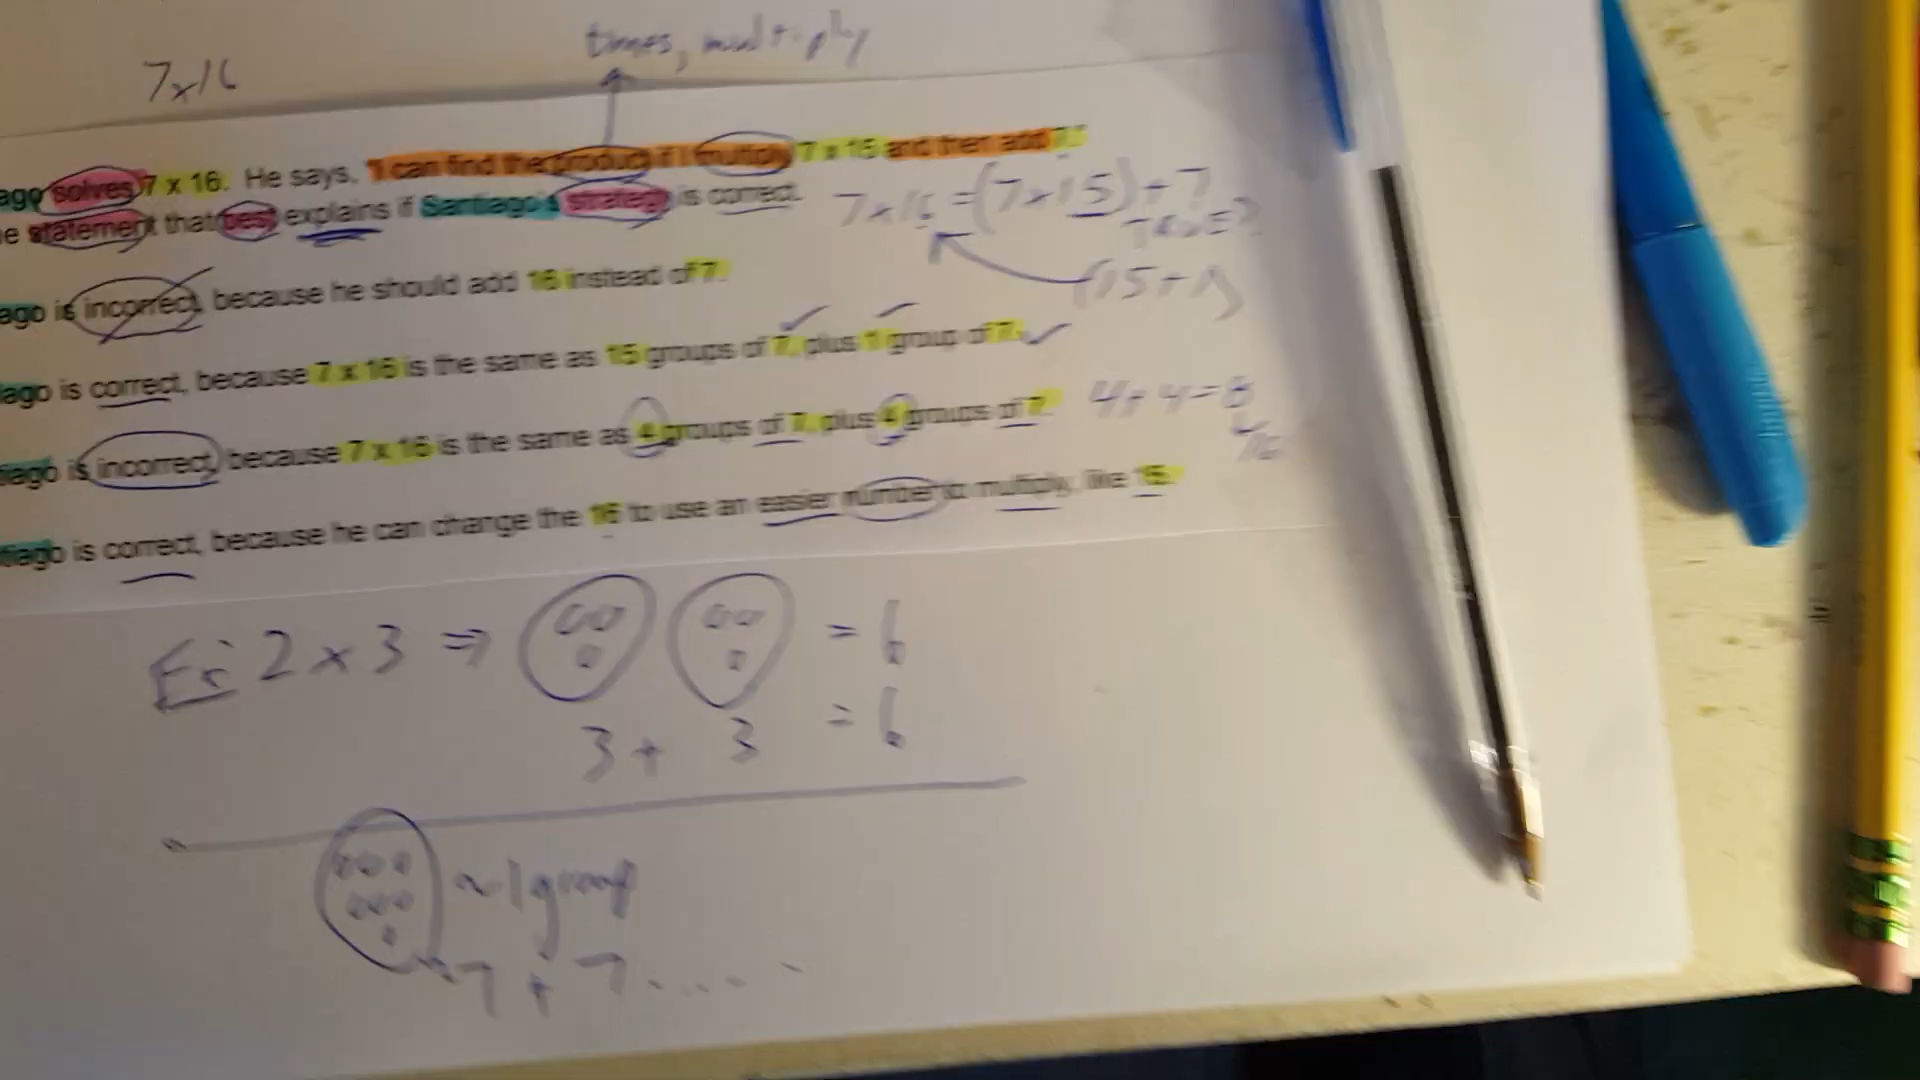 times, multiply
7x16
ago solves 7 x 16. He says, "I can find the product if I multiply 7 x 15 and then add 7."
e statement that best explains if Santiago's strategy is correct.
7x16=(7x15)+7
TRUE?
(15+1)
ago is incorrect, because he should add 16 instead of 7.
iago is correct, because 7 x 16 is the same as 15 groups of 7, plus 1 group of 7.
tiago is incorrect, because 7 x 16 is the same as 4 groups of 7, plus 4 groups of 7.
4+4=8
16
tiago is correct, because he can change the 16 to use an easier number to multiply, like 15.
Ex: 2 x 3 ⇒ = 6
3 + 3 = 6
1 group
7 + 7 .....